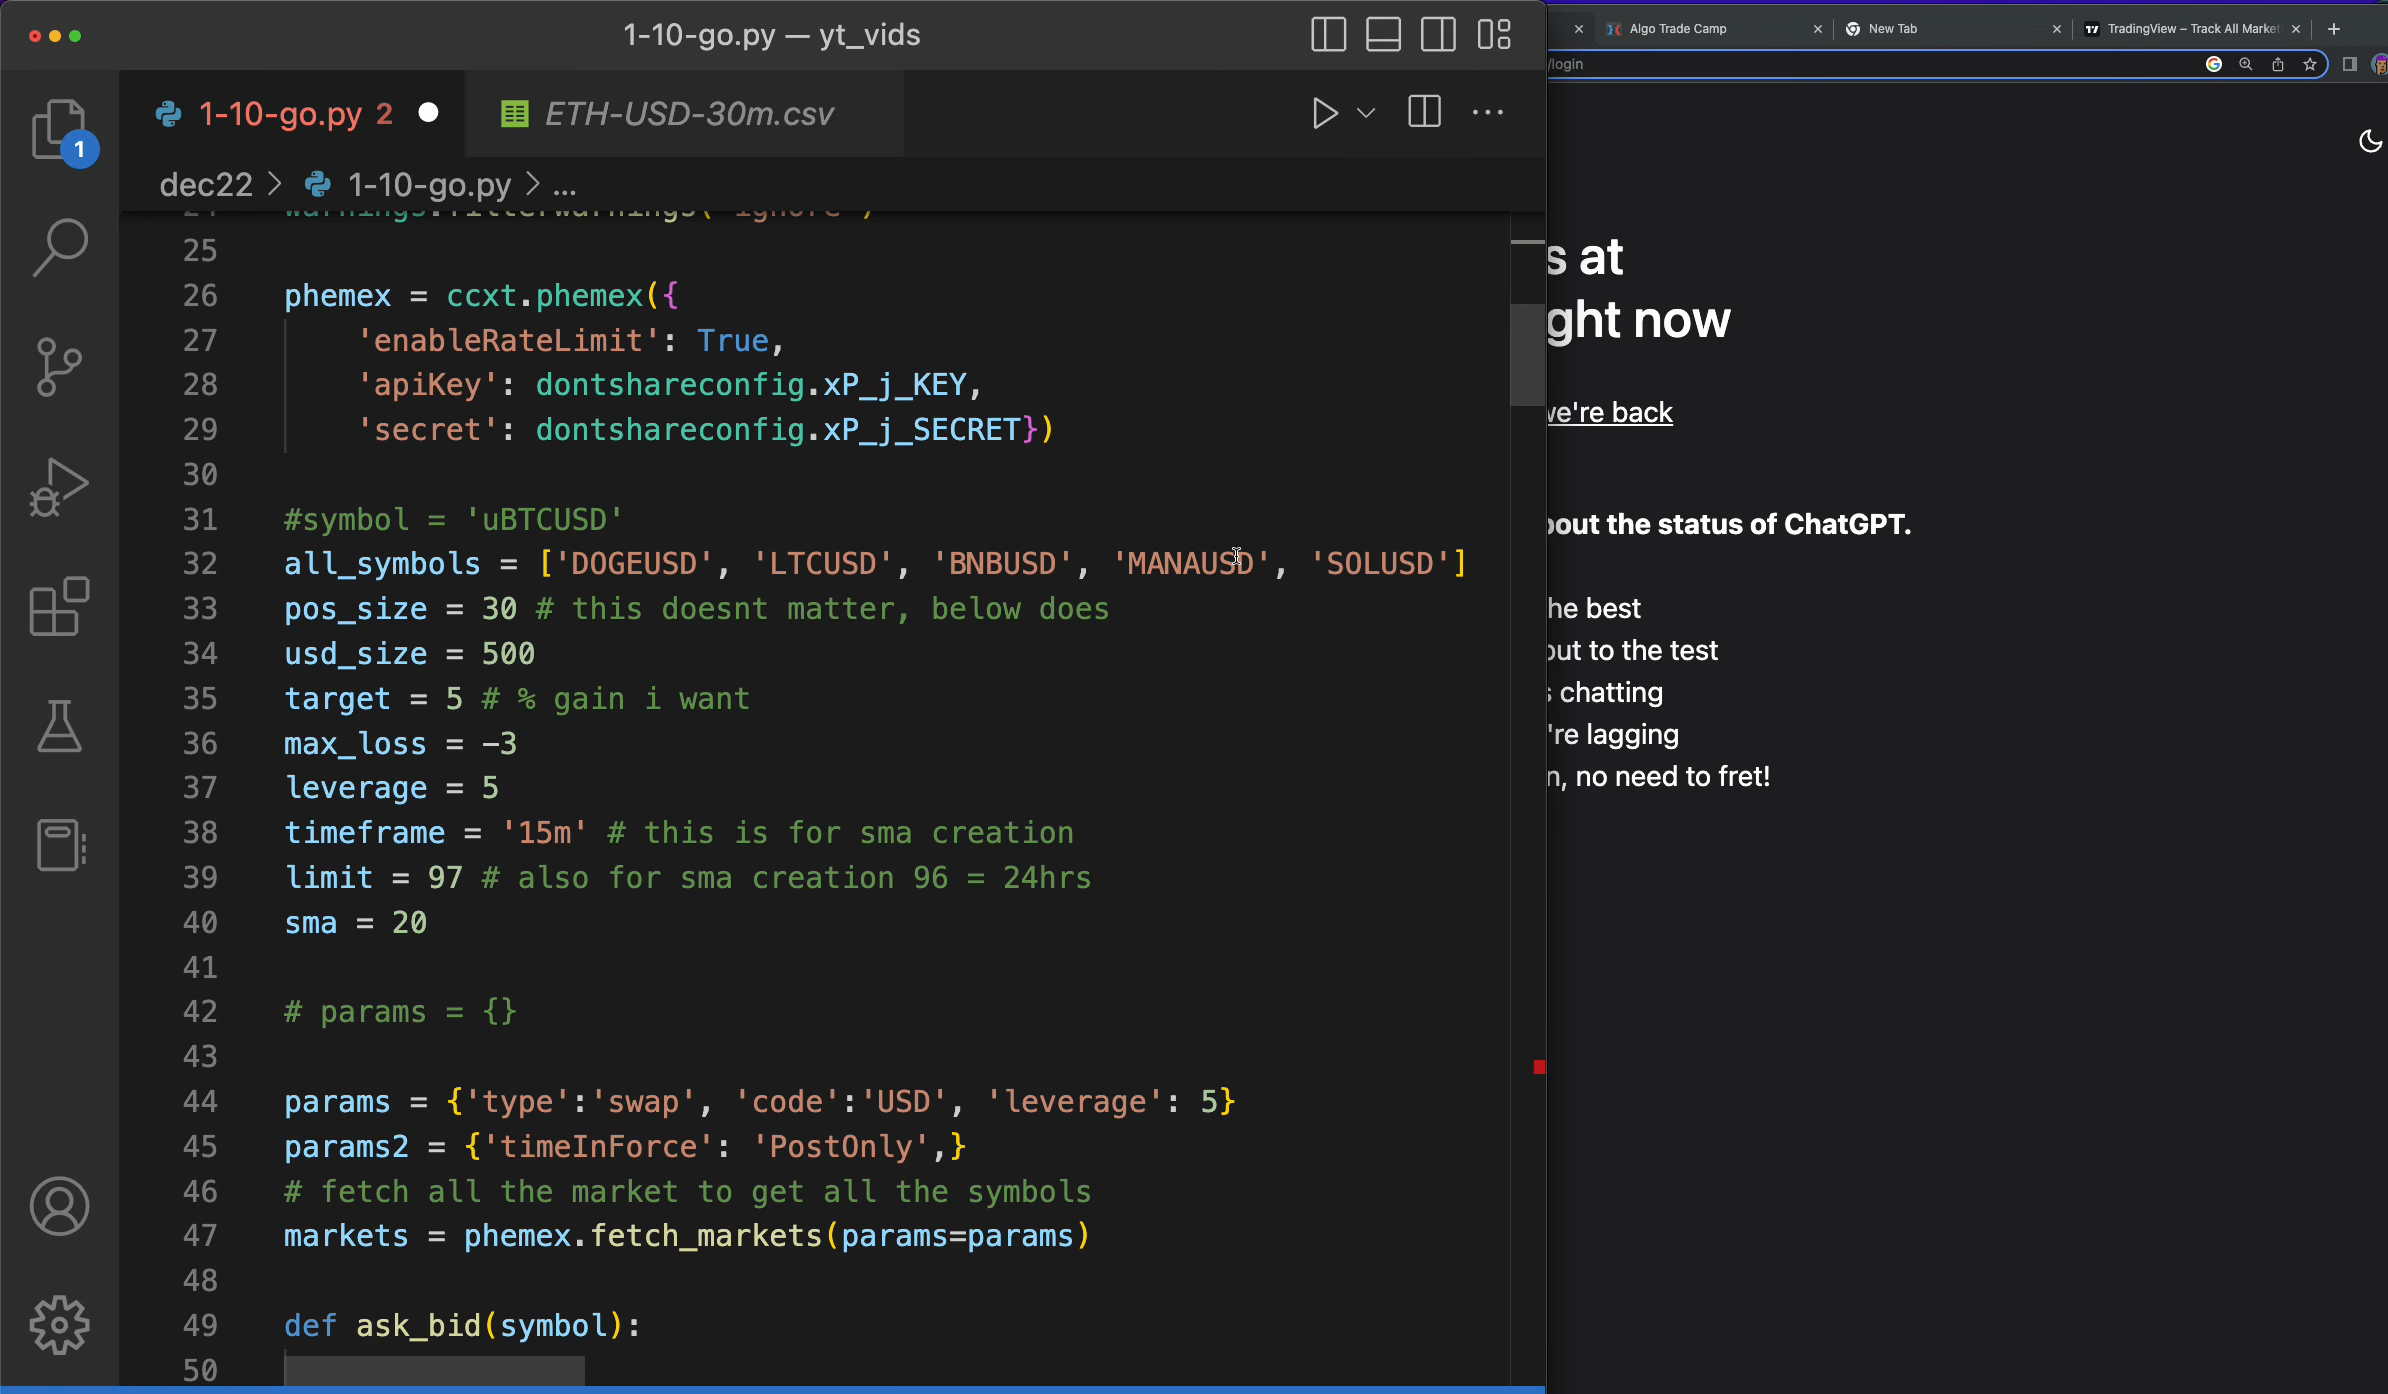 1-10-go.py — yt_vids
1-10-go.py 2
ETH-USD-30m.csv
1
dec22 > 1-10-go.py > ...
24 warnings.filterwarnings('ignore')
25
26 phemex = ccxt.phemex({
27 'enableRateLimit': True,
28 'apiKey': dontshareconfig.xP_j_KEY,
29 'secret': dontshareconfig.xP_j_SECRET})
30
31 #symbol = 'uBTCUSD'
32 all_symbols = ['DOGEUSD', 'LTCUSD', 'BNBUSD', 'MANAUSD', 'SOLUSD']
33 pos_size = 30 # this doesnt matter, below does
34 usd_size = 500
35 target = 5 # % gain i want
36 max_loss = -3
37 leverage = 5
38 timeframe = '15m' # this is for sma creation
39 limit = 97 # also for sma creation 96 = 24hrs
40 sma = 20
41
42 # params = {}
43
44 params = {'type':'swap', 'code':'USD', 'leverage': 5}
45 params2 = {'timeInForce': 'PostOnly',}
46 # fetch all the market to get all the symbols
47 markets = phemex.fetch_markets(params=params)
48
49 def ask_bid(symbol):
50
Algo Trade Camp
New Tab
TradingView – Track All Market
/login
s at
ght now
we're back
bout the status of ChatGPT.
he best
out to the test
s chatting
're lagging
n, no need to fret!